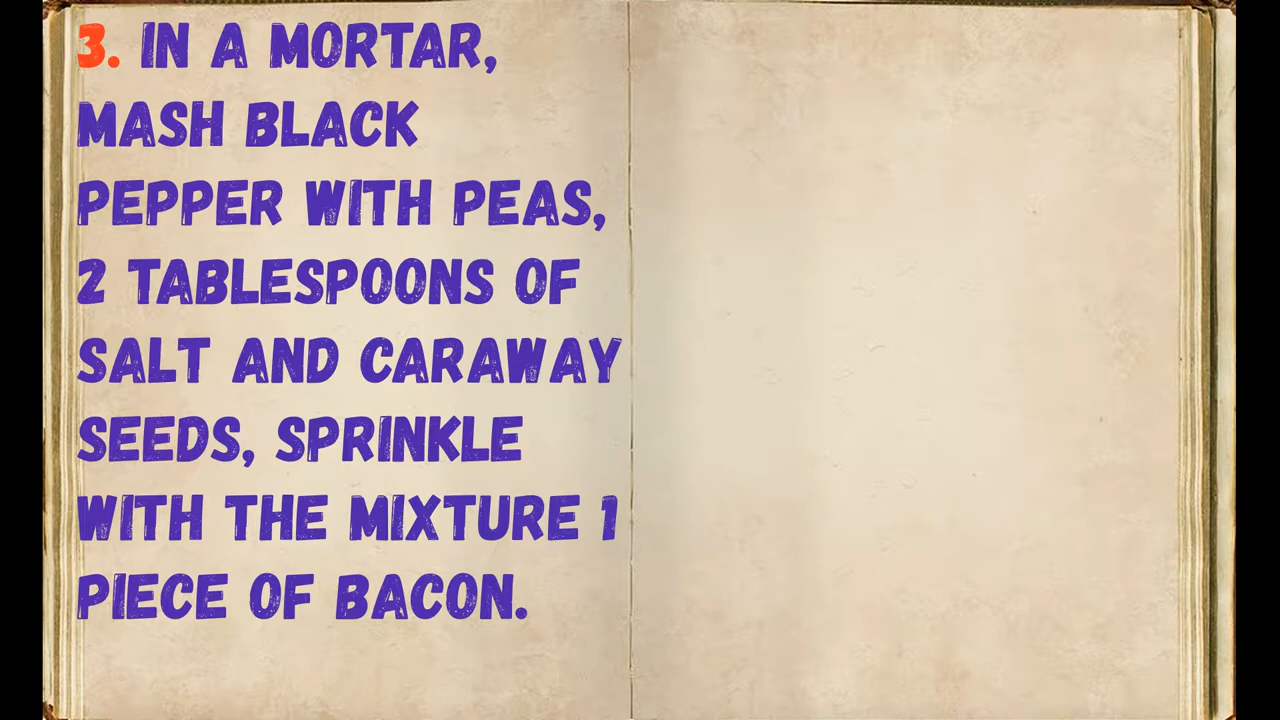 3. IN A MORTAR,
MASH BLACK
PEPPER WITH PEAS,
2 TABLESPOONS OF
SALT AND CARAWAY
SEEDS, SPRINKLE
WITH THE MIXTURE 1
PIECE OF BACON.